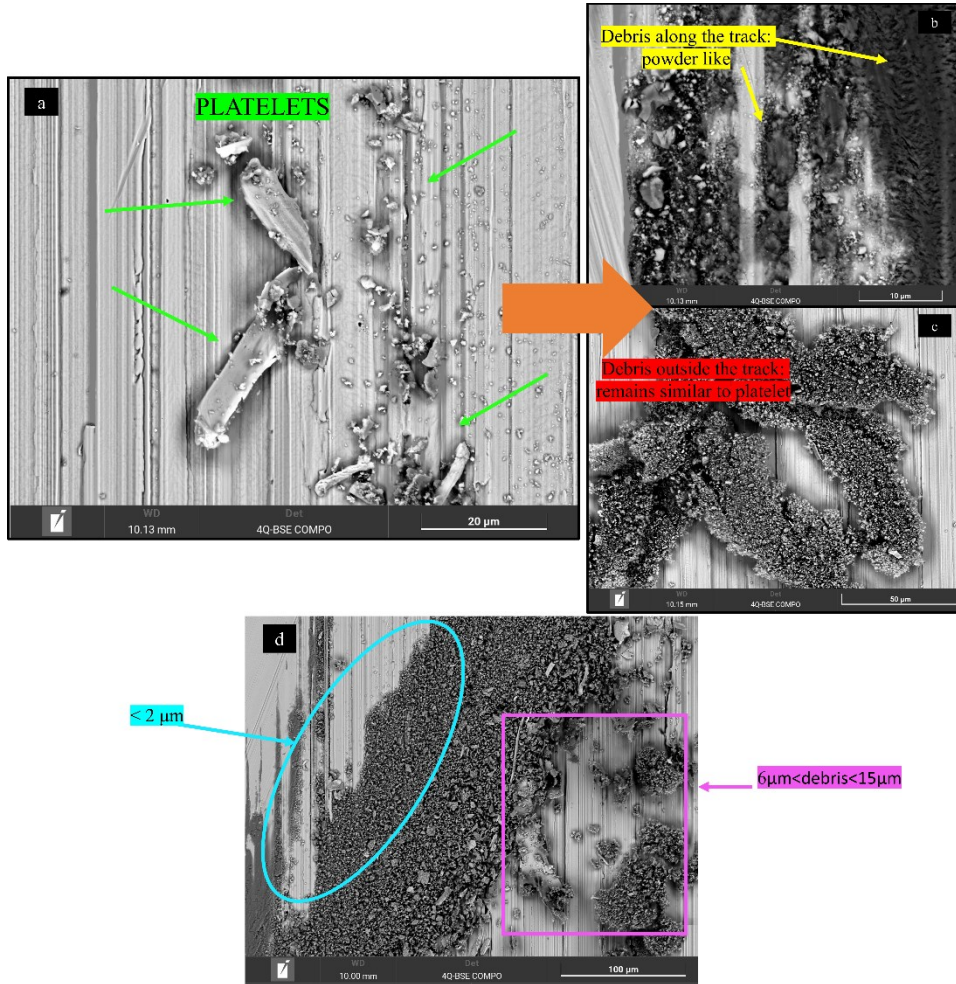 a
PLATELETS
WD
Det
10.13 mm
4Q-BSE COMPO
20 µm
b
Debris along the track:
powder like
WD
Det
10.13 mm
4Q-BSE COMPO
10 µm
c
Debris outside the track:
remains similar to platelet
WD
Det
10.15 mm
4Q-BSE COMPO
50 µm
d
< 2 µm
6µm<debris<15µm
WD
Det
10.00 mm
4Q-BSE COMPO
100 µm